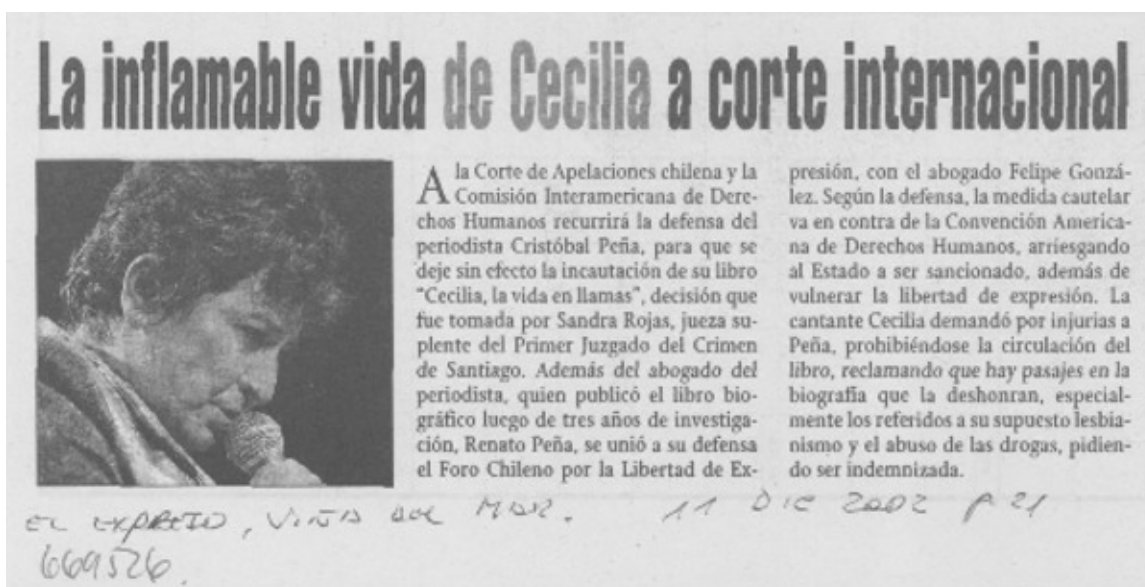 La inflamable vida de Cecilia a corte internacional
A la Corte de Apelaciones chilena y la
Comisión Interamericana de Dere-
chos Humanos recurrirá la defensa del
periodista Cristóbal Peña, para que se
deje sin efecto la incautación de su libro
"Cecilia, la vida en llamas", decisión que
fue tomada por Sandra Rojas, jueza su-
plente del Primer Juzgado del Crimen
de Santiago. Además del abogado del
periodista, quien publicó el libro bio-
gráfico luego de tres años de investiga-
ción, Renato Peña, se unió a su defensa
el Foro Chileno por la Libertad de Ex-
presión, con el abogado Felipe Gonzá-
lez. Según la defensa, la medida cautelar
va en contra de la Convención America-
na de Derechos Humanos, arriesgando
al Estado a ser sancionado, además de
vulnerar la libertad de expresión. La
cantante Cecilia demandó por injurias a
Peña, prohibiéndose la circulación del
libro, reclamando que hay pasajes en la
biografía que la deshonran, especial-
mente los referidos a su supuesto lesbia-
nismo y el abuso de las drogas, pidien-
do ser indemnizada.
EL EXPRESO, VIÑA DEL MAR. 11 DIC 2002 P 21
669526.